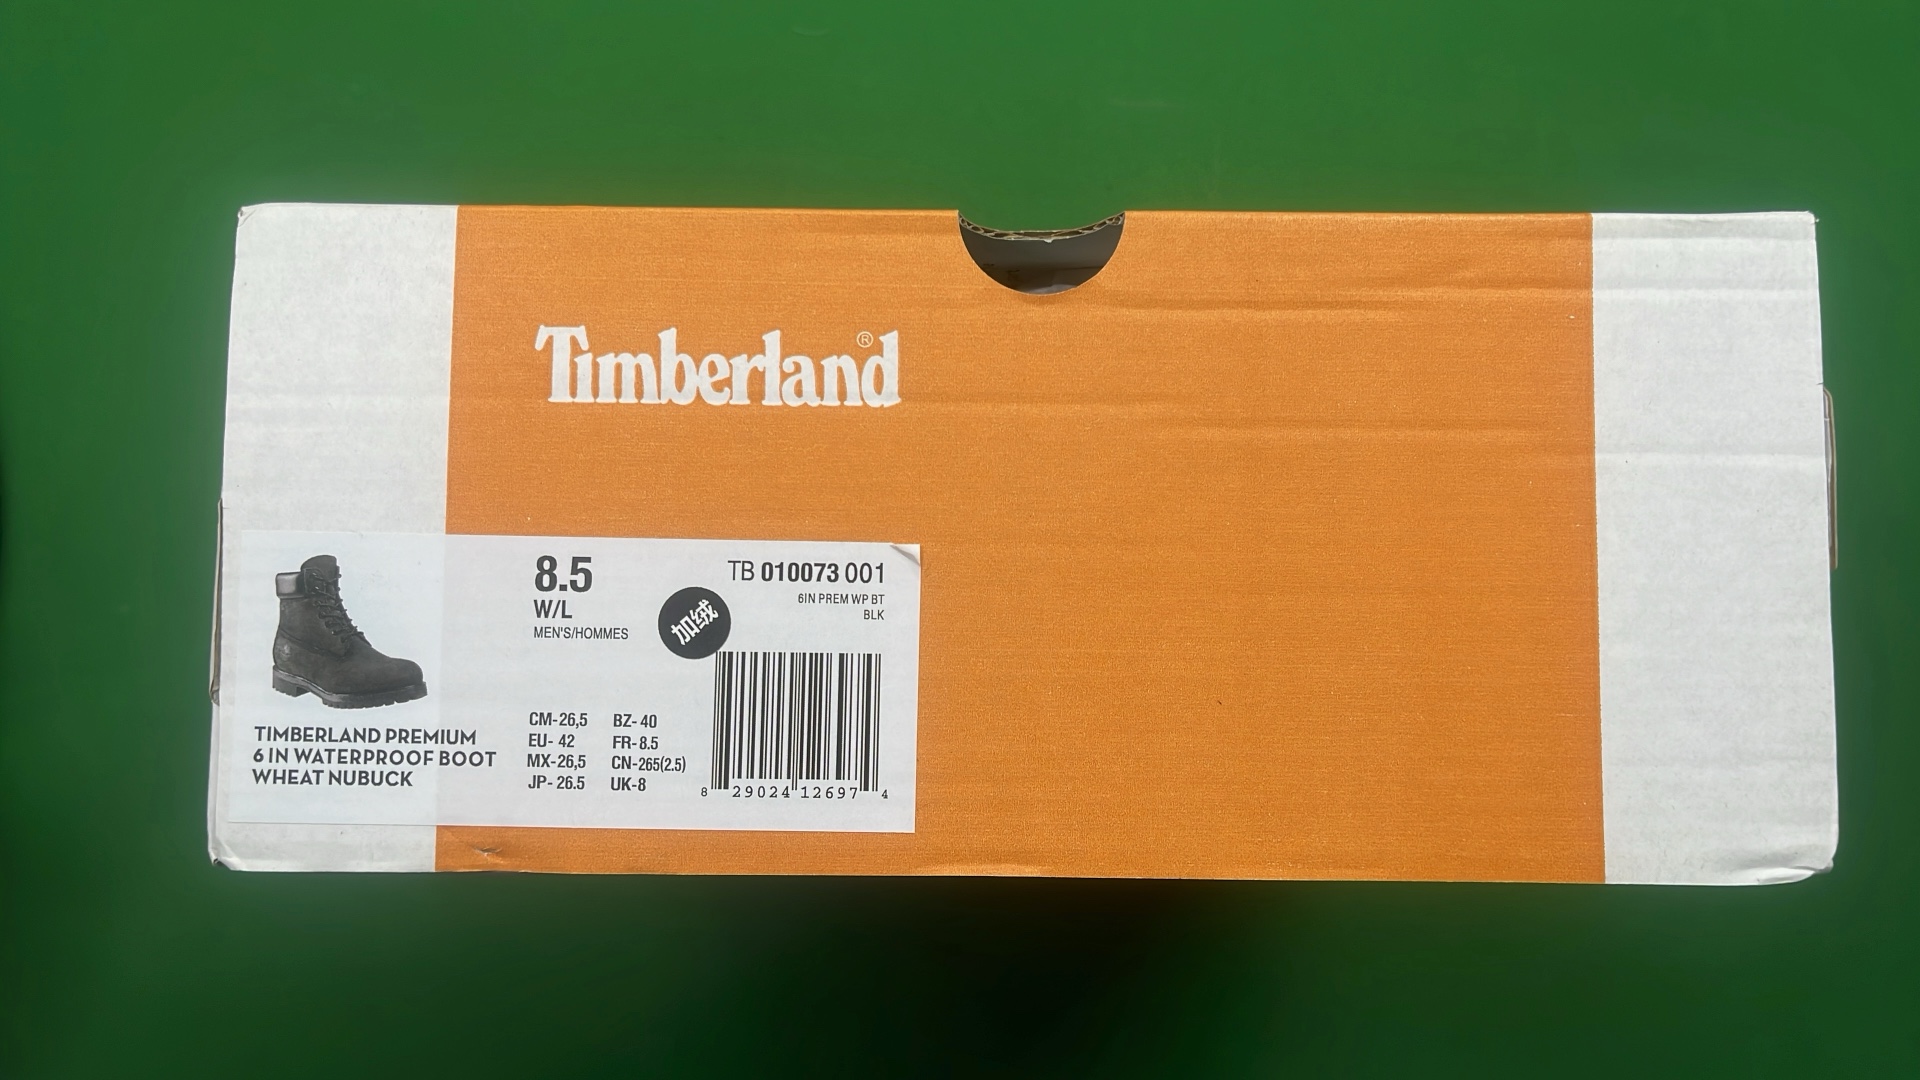 Timberland®
8.5
W/L
MEN'S/HOMMES
加绒
TB 010073 001
6IN PREM WP BT
BLK
TIMBERLAND PREMIUM
6 IN WATERPROOF BOOT
WHEAT NUBUCK
CM-26,5 BZ- 40
EU- 42 FR-8.5
MX-26,5 CN-265(2.5)
JP- 26.5 UK-8
8 29024 12697 4